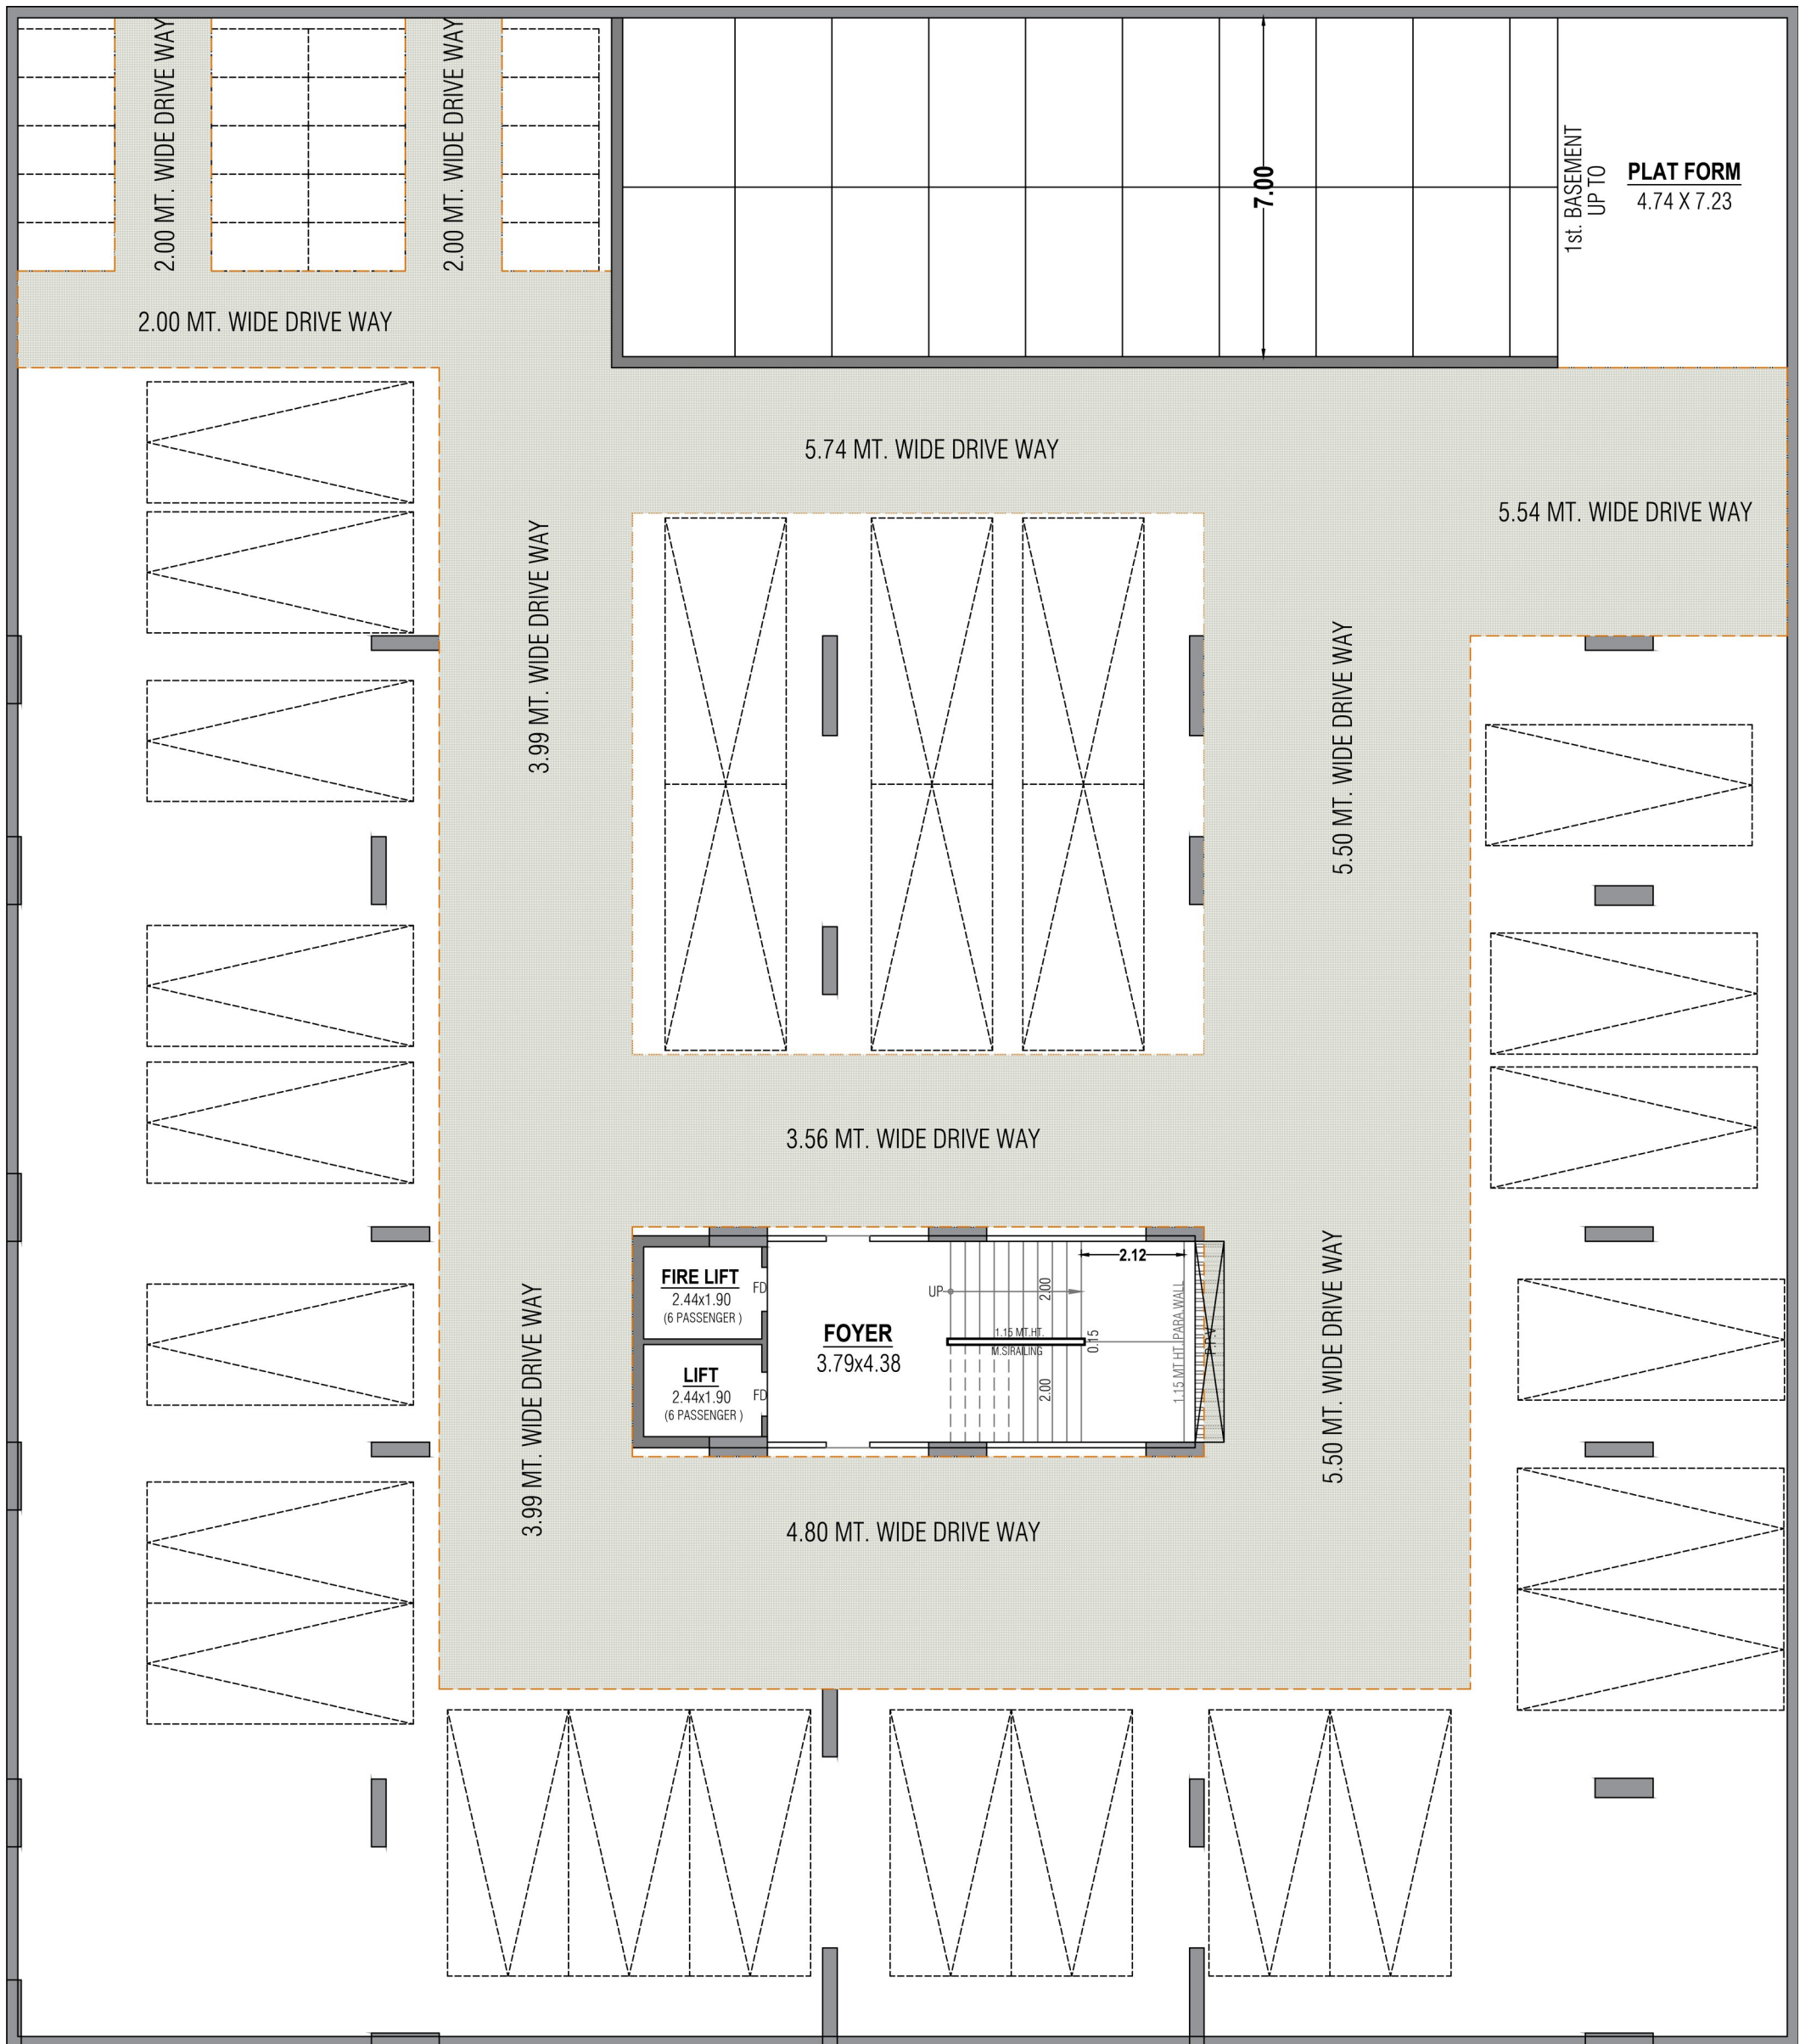 2.00 MT. WIDE DRIVE WAY
2.00 MT. WIDE DRIVE WAY
7.00
1st. BASEMENT
UP TO
PLAT FORM
4.74 X 7.23
2.00 MT. WIDE DRIVE WAY
5.74 MT. WIDE DRIVE WAY
5.54 MT. WIDE DRIVE WAY
3.99 MT. WIDE DRIVE WAY
5.50 MT. WIDE DRIVE WAY
3.56 MT. WIDE DRIVE WAY
FIRE LIFT
2.44x1.90
(6 PASSENGER )
FD
UP
2.00
2.12
FOYER
3.79x4.38
1.15 MT.HT.
M.S.RAILING
0.15
1.15 MT HT. PARA.WALL
LIFT
2.44x1.90
(6 PASSENGER )
FD
2.00
3.99 MT. WIDE DRIVE WAY
5.50 MT. WIDE DRIVE WAY
4.80 MT. WIDE DRIVE WAY